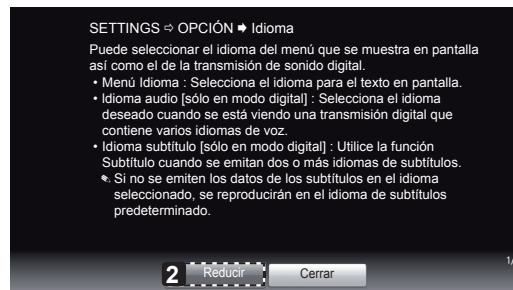 SETTINGS ⇨ OPCIÓN ➡ Idioma
Puede seleccionar el idioma del menú que se muestra en pantalla
así como el de la transmisión de sonido digital.
• Menú Idioma : Selecciona el idioma para el texto en pantalla.
• Idioma audio [sólo en modo digital] : Selecciona el idioma
deseado cuando se está viendo una transmisión digital que
contiene varios idiomas de voz.
• Idioma subtítulo [sólo en modo digital] : Utilice la función
Subtítulo cuando se emitan dos o más idiomas de subtítulos.
✎ Si no se emiten los datos de los subtítulos en el idioma
seleccionado, se reproducirán en el idioma de subtítulos
predeterminado.
1/
2 Reducir Cerrar